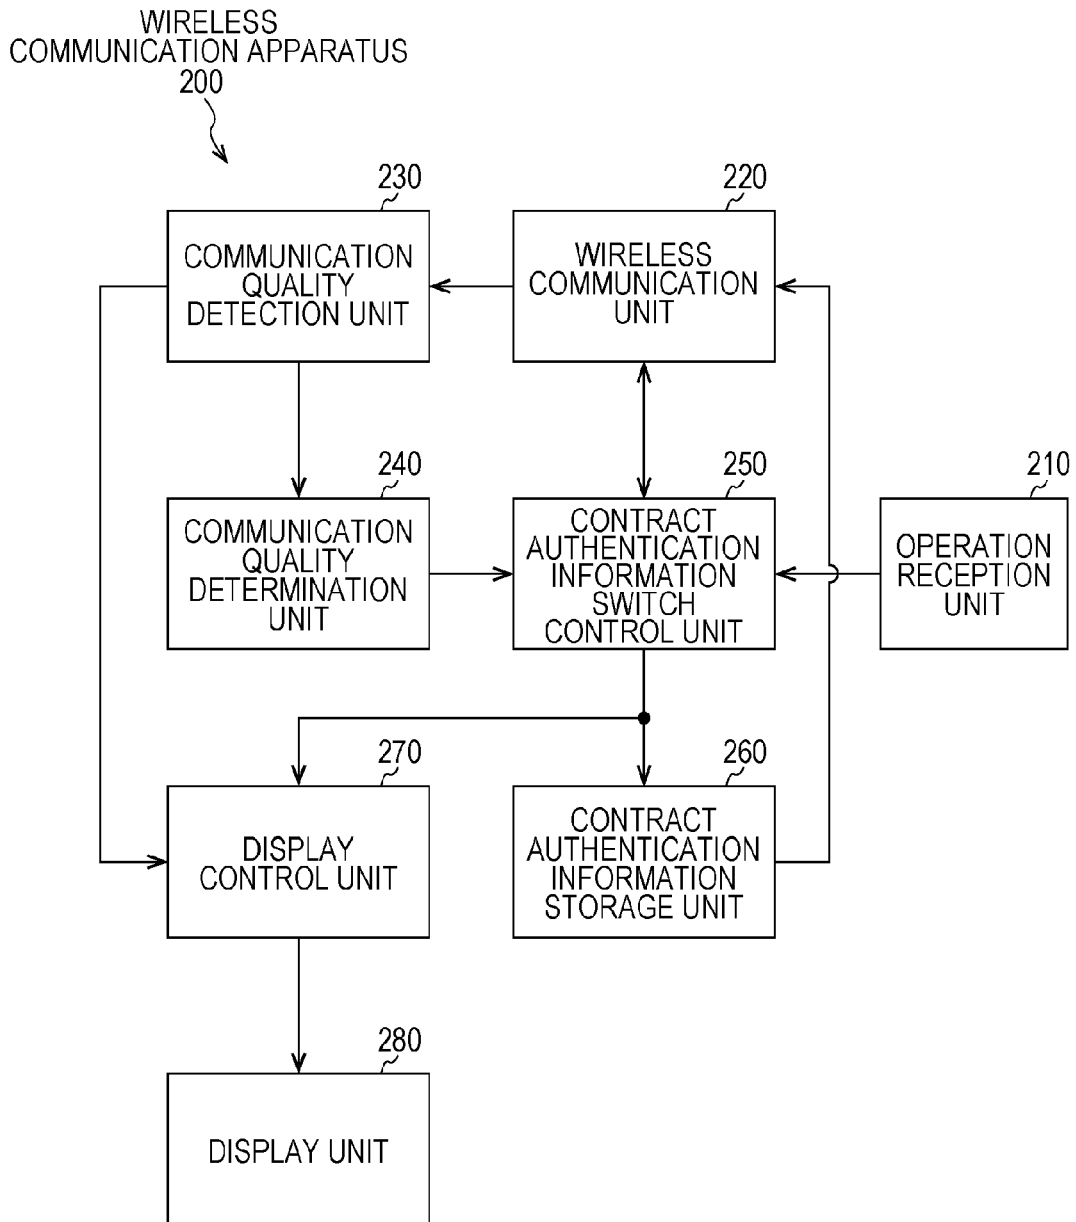 WIRELESS
COMMUNICATION APPARATUS
200
230
COMMUNICATION
QUALITY
DETECTION UNIT
220
WIRELESS
COMMUNICATION
UNIT
240
COMMUNICATION
QUALITY
DETERMINATION
UNIT
250
CONTRACT
AUTHENTICATION
INFORMATION
SWITCH
CONTROL UNIT
210
OPERATION
RECEPTION
UNIT
270
DISPLAY
CONTROL UNIT
260
CONTRACT
AUTHENTICATION
INFORMATION
STORAGE UNIT
280
DISPLAY UNIT